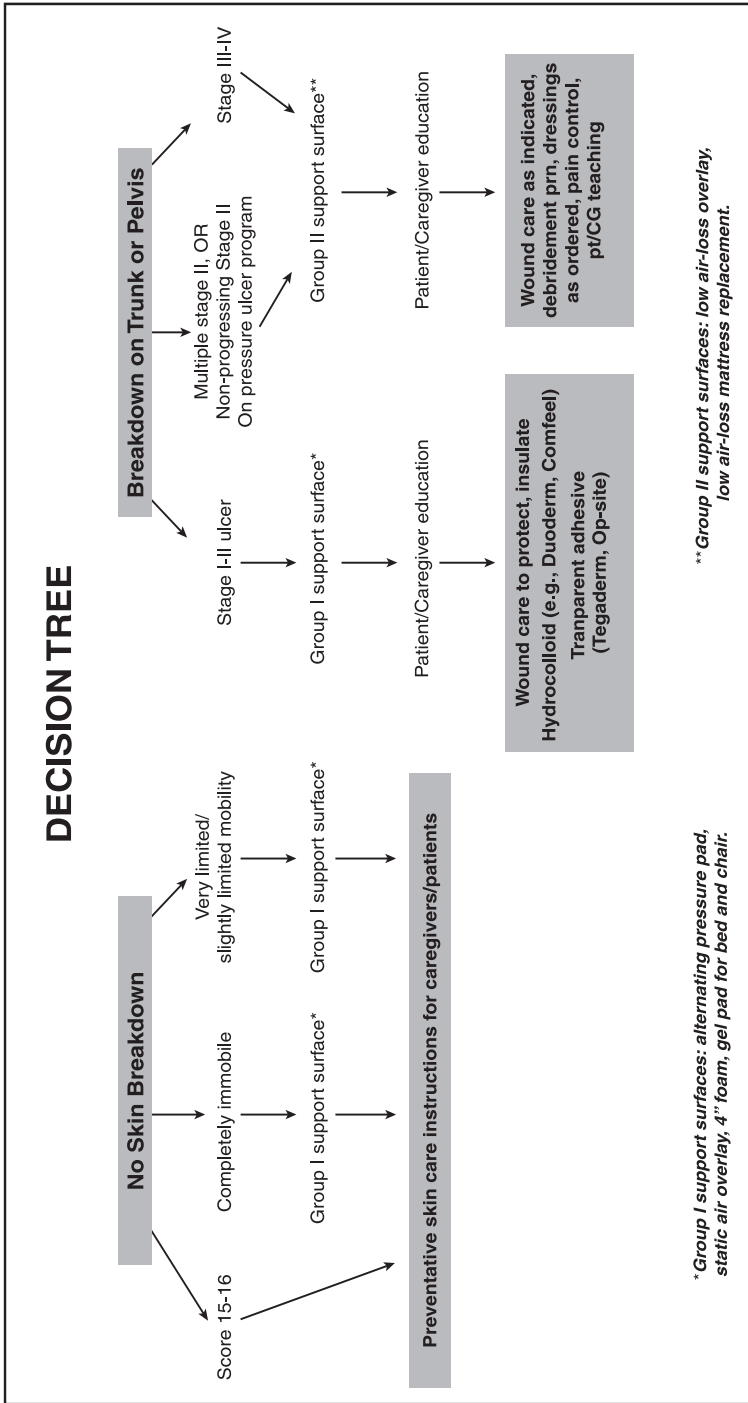 DECISION TREE
No Skin Breakdown
Score 15-16
Completely immobile
Very limited/
slightly limited mobility
Group I support surface*
Group I support surface*
Preventative skin care instructions for caregivers/patients
Breakdown on Trunk or Pelvis
Stage I-II ulcer
Multiple stage II, OR
Non-progressing Stage II
On pressure ulcer program
Stage III-IV
Group I support surface*
Group II support surface**
Patient/Caregiver education
Patient/Caregiver education
Wound care to protect, insulate
Hydrocolloid (e.g., Duoderm, Comfeel)
Tranparent adhesive
(Tegaderm, Op-site)
Wound care as indicated,
debridement prn, dressings
as ordered, pain control,
pt/CG teaching
*Group I support surfaces: alternating pressure pad,
static air overlay, 4" foam, gel pad for bed and chair.
**Group II support surfaces: low air-loss overlay,
low air-loss mattress replacement.